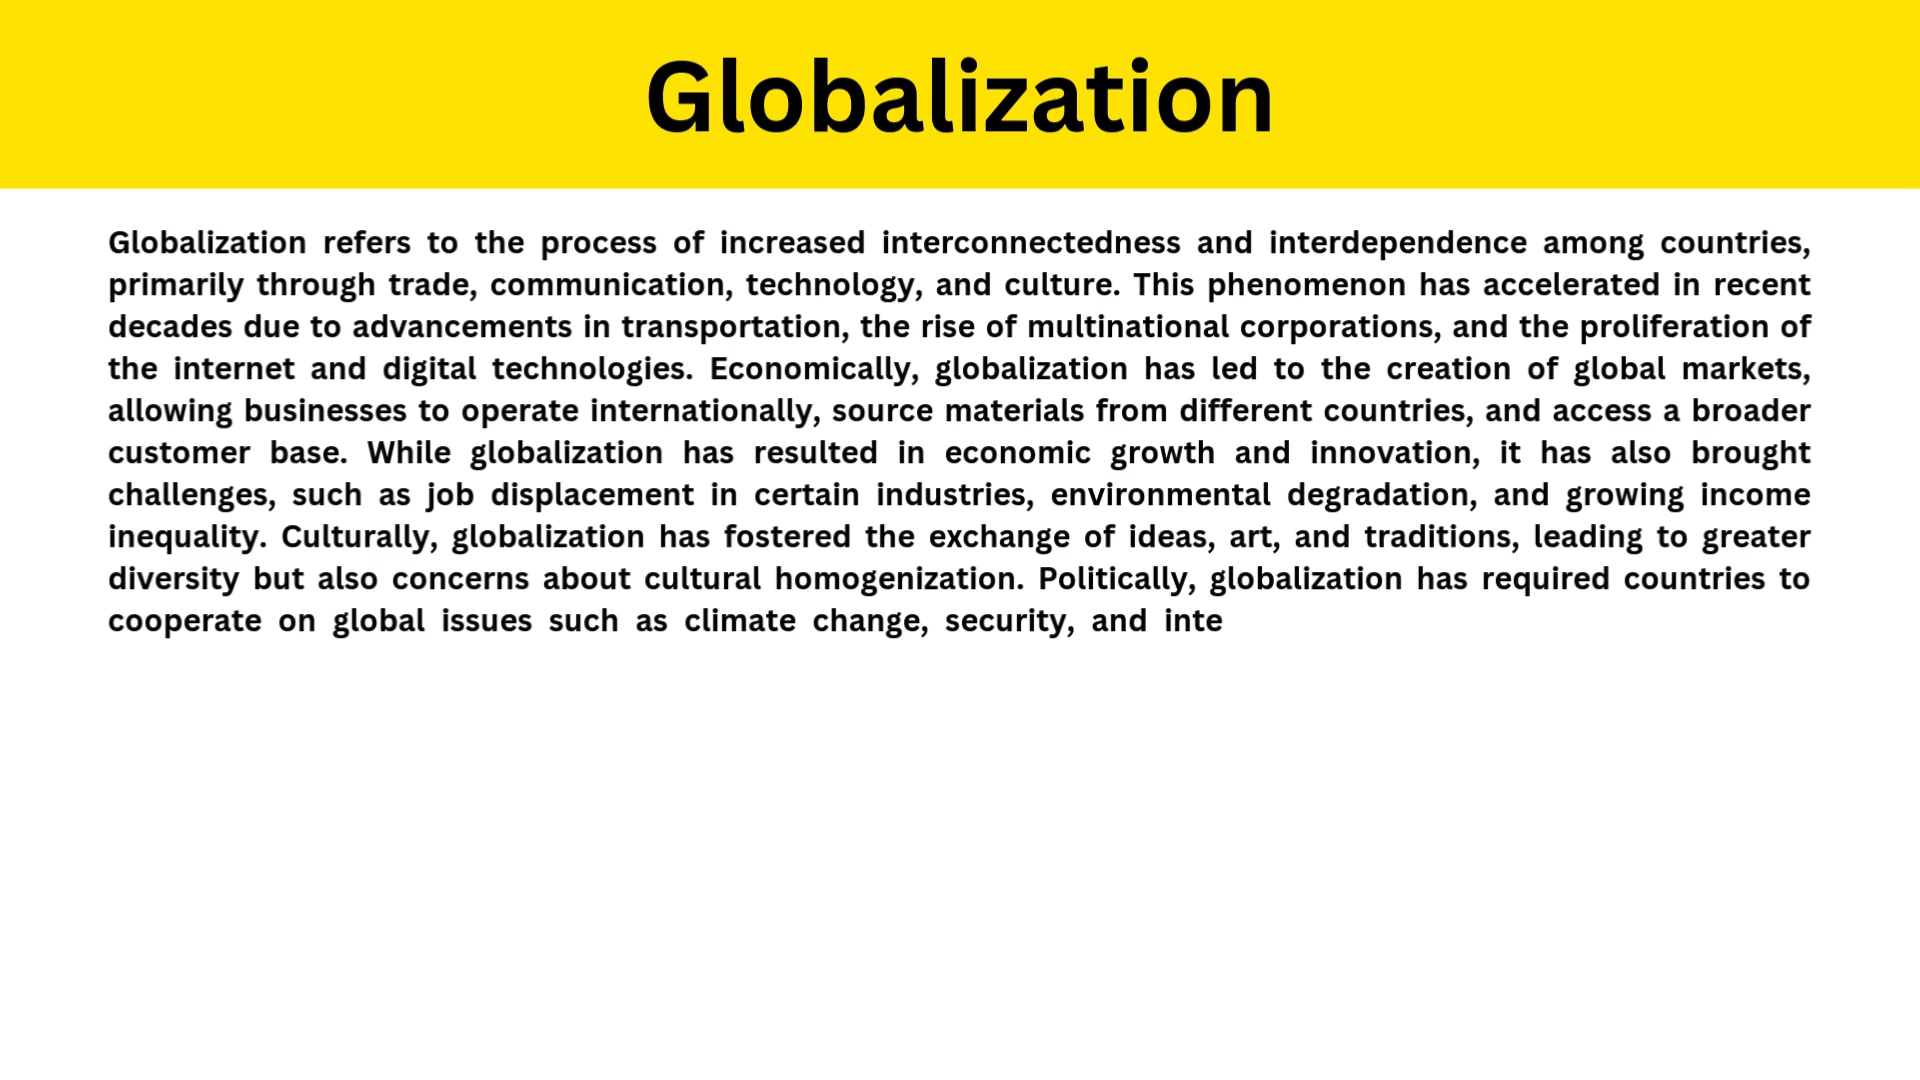 Globalization
Globalization refers to the process of increased interconnectedness and interdependence among countries,
primarily through trade, communication, technology, and culture. This phenomenon has accelerated in recent
decades due to advancements in transportation, the rise of multinational corporations, and the proliferation of
the internet and digital technologies. Economically, globalization has led to the creation of global markets,
allowing businesses to operate internationally, source materials from different countries, and access a broader
customer base. While globalization has resulted in economic growth and innovation, it has also brought
challenges, such as job displacement in certain industries, environmental degradation, and growing income
inequality. Culturally, globalization has fostered the exchange of ideas, art, and traditions, leading to greater
diversity but also concerns about cultural homogenization. Politically, globalization has required countries to
cooperate on global issues such as climate change, security, and inte